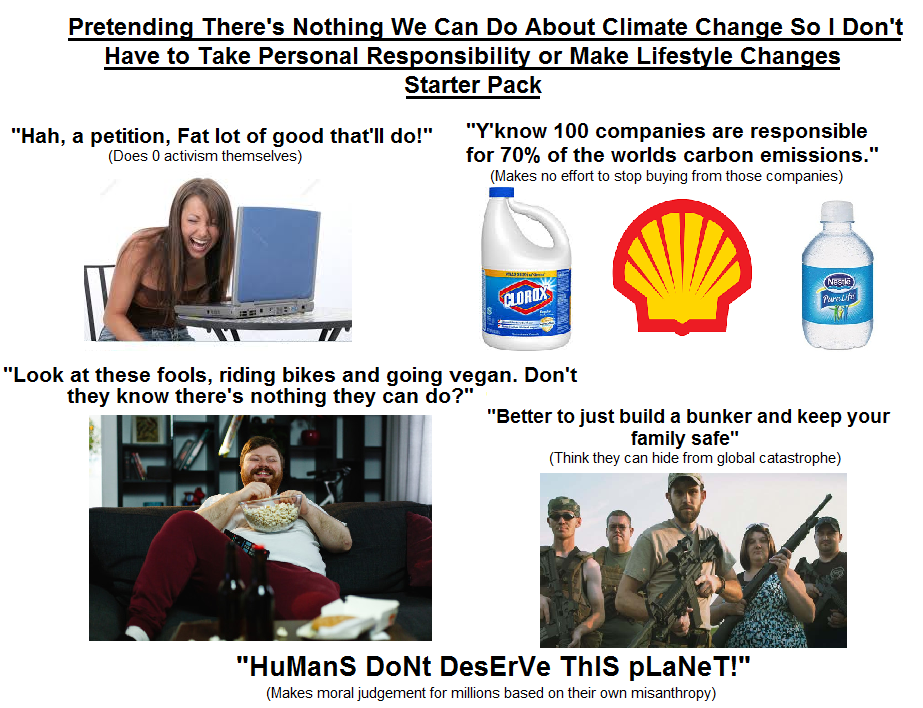 Pretending There's Nothing We Can Do About Climate Change So I Don't
Have to Take Personal Responsibility or Make Lifestyle Changes
Starter Pack
"Hah, a petition, Fat lot of good that'll do!"
(Does 0 activism themselves)
"Y'know 100 companies are responsible
for 70% of the worlds carbon emissions."
(Makes no effort to stop buying from those companies)
CLOROX
Nestlé
Pure Life
"Look at these fools, riding bikes and going vegan. Don't
they know there's nothing they can do?"
"Better to just build a bunker and keep your
family safe"
(Think they can hide from global catastrophe)
"HuManS DoNt DesErVe ThIS pLaNeT!"
(Makes moral judgement for millions based on their own misanthropy)